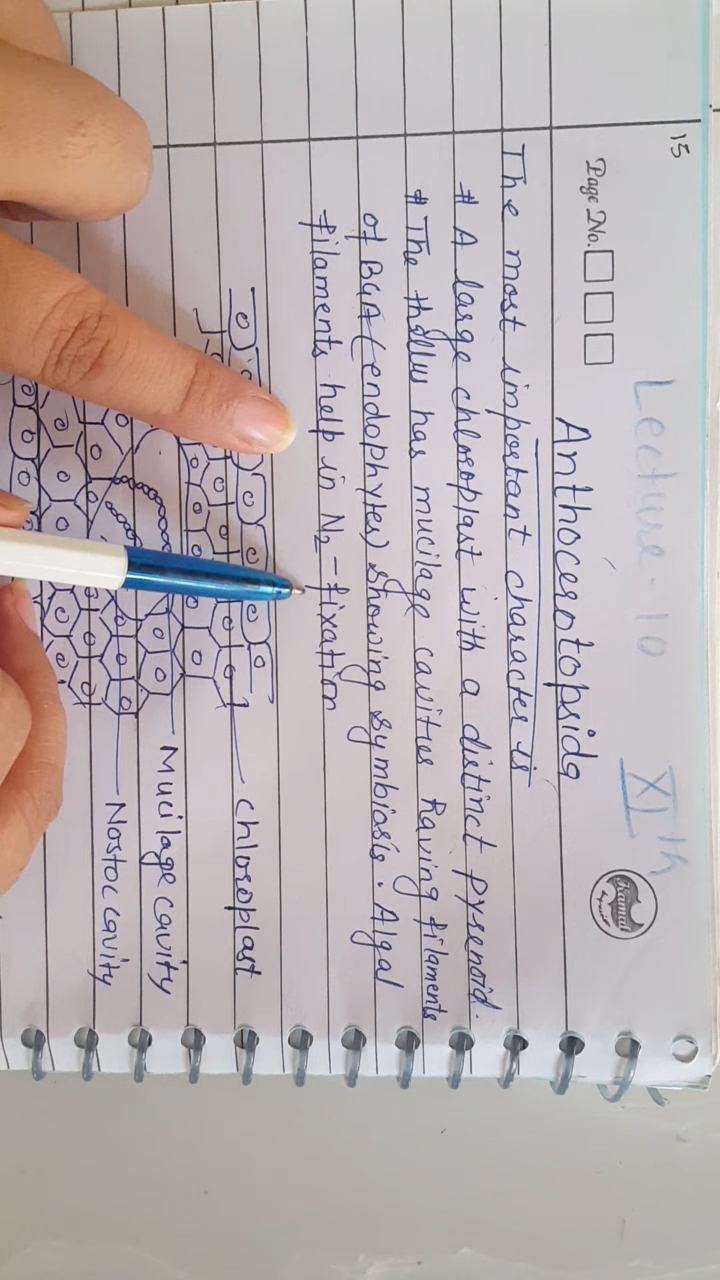 Lecture-10 XIth
15
Page No.
Kamal
Anthocerotopsida
The most important character is
# A large chloroplast with a distinct pyrenoid.
# The thallus has mucilage cavities having filaments
of BGA (endophytes) showing symbiosis. Algal
filaments help in N2-fixation
chloroplast
Mucilage cavity
Nostoc cavity